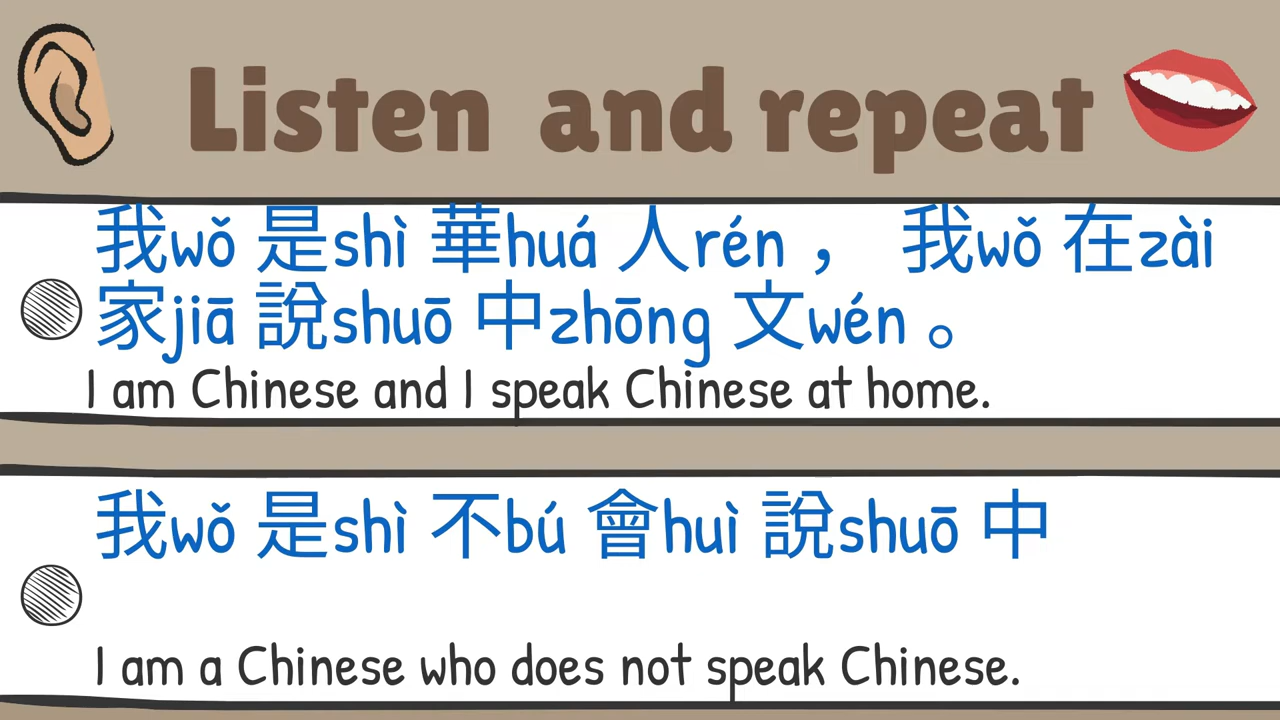 Listen and repeat
我wǒ 是shì 華huá 人rén ， 我wǒ 在zài
家jiā 說shuō 中zhōng 文wén 。
I am Chinese and I speak Chinese at home.
我wǒ 是shì 不bú 會huì 說shuō 中
I am a Chinese who does not speak Chinese.